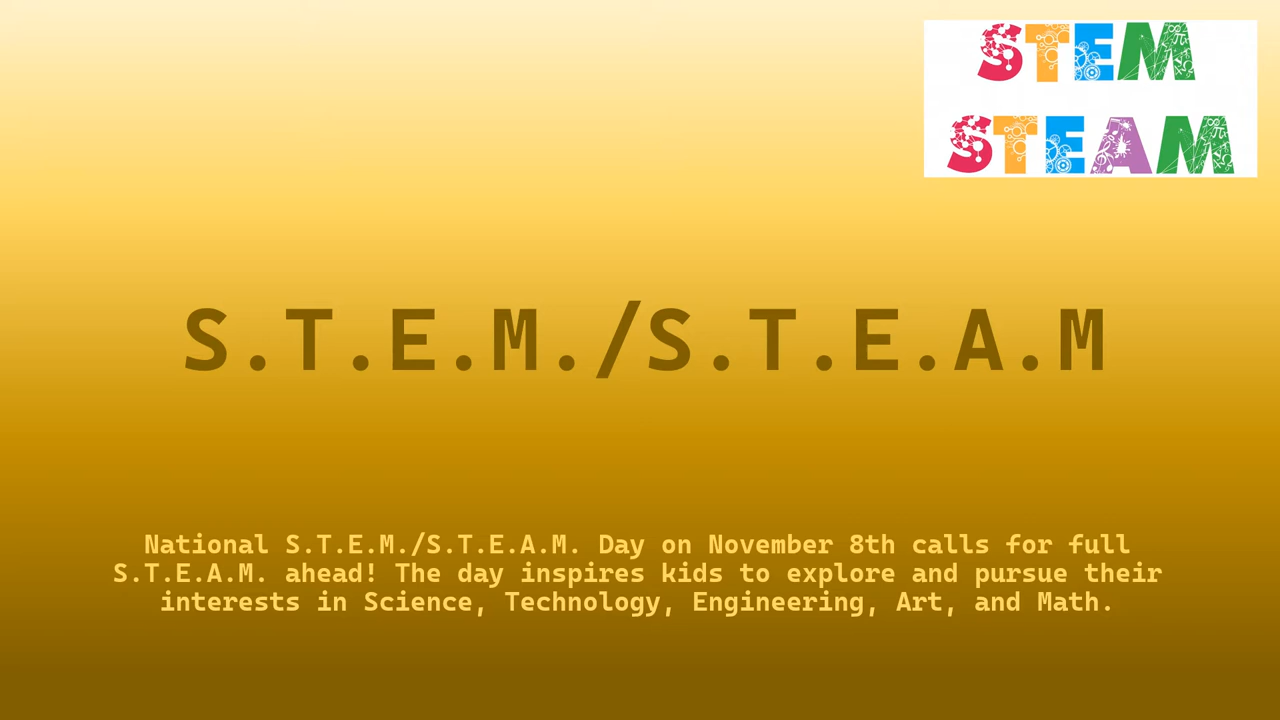 STEM
STEAM
S.T.E.M./S.T.E.A.M
National S.T.E.M./S.T.E.A.M. Day on November 8th calls for full
S.T.E.A.M. ahead! The day inspires kids to explore and pursue their
interests in Science, Technology, Engineering, Art, and Math.